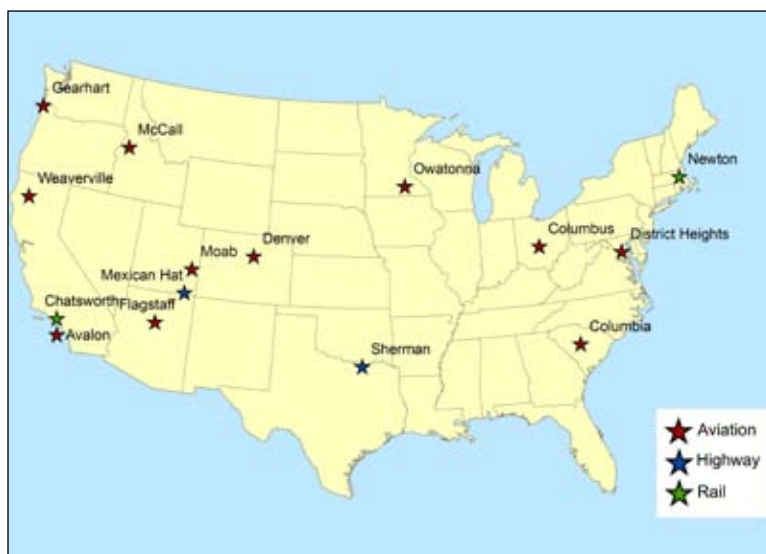 Gearhart
McCall
Newton
Owatonna
Weaverville
Columbus
District Heights
Denver
Moab
Mexican Hat
Chatsworth
Flagstaff
Avalon
Columbia
Sherman
Aviation
Highway
Rail